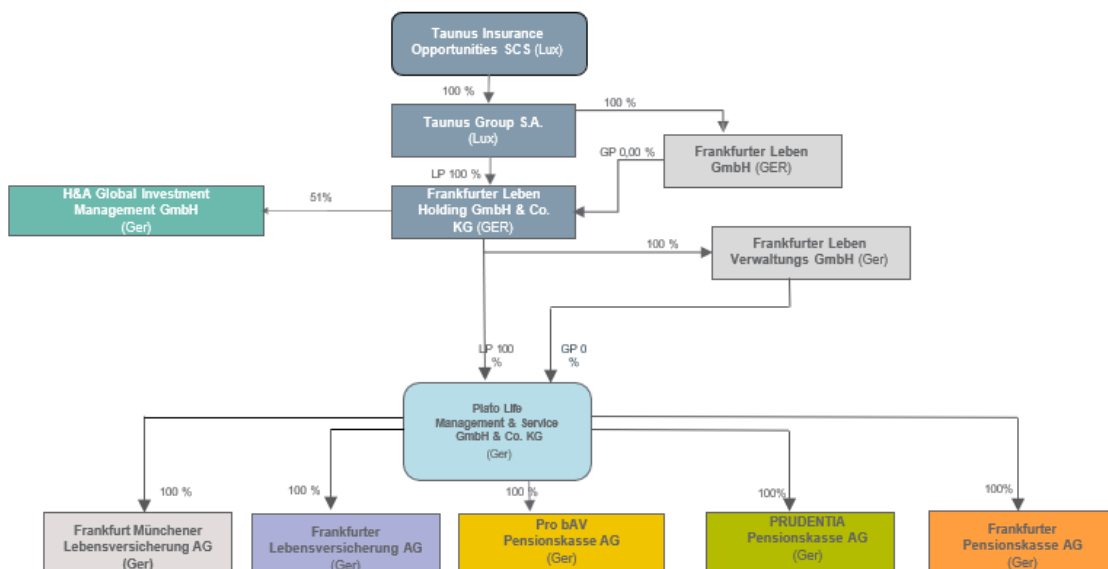 Taunus Insurance
Opportunities SCS (Lux)
100 %
100 %
Taunus Group S.A.
(Lux)
GP 0,00 %
Frankfurter Leben
GmbH (GER)
LP 100 %
H&A Global Investment
Management GmbH
(Ger)
51%
Frankfurter Leben
Holding GmbH & Co.
KG (GER)
100 %
Frankfurter Leben
Verwaltungs GmbH (Ger)
LP 100
%
GP 0
%
Plato Life
Management & Service
GmbH & Co. KG
(Ger)
100 %
100 %
100 %
100%
100%
Frankfurt Münchener
Lebensversicherung AG
(Ger)
Frankfurter
Lebensversicherung AG
(Ger)
Pro bAV
Pensionskasse AG
(Ger)
PRUDENTIA
Pensionskasse AG
(Ger)
Frankfurter
Pensionskasse AG
(Ger)